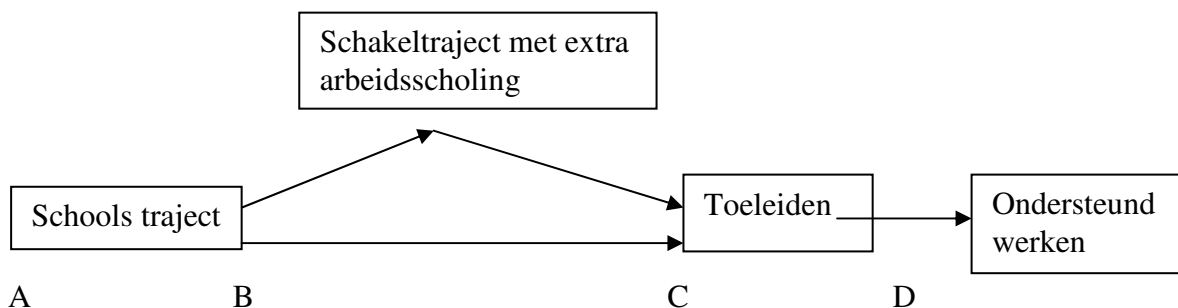 Schakeltraject met extra
arbeidsscholing
Schools traject
Toeleiden
Ondersteund
werken
A B C D